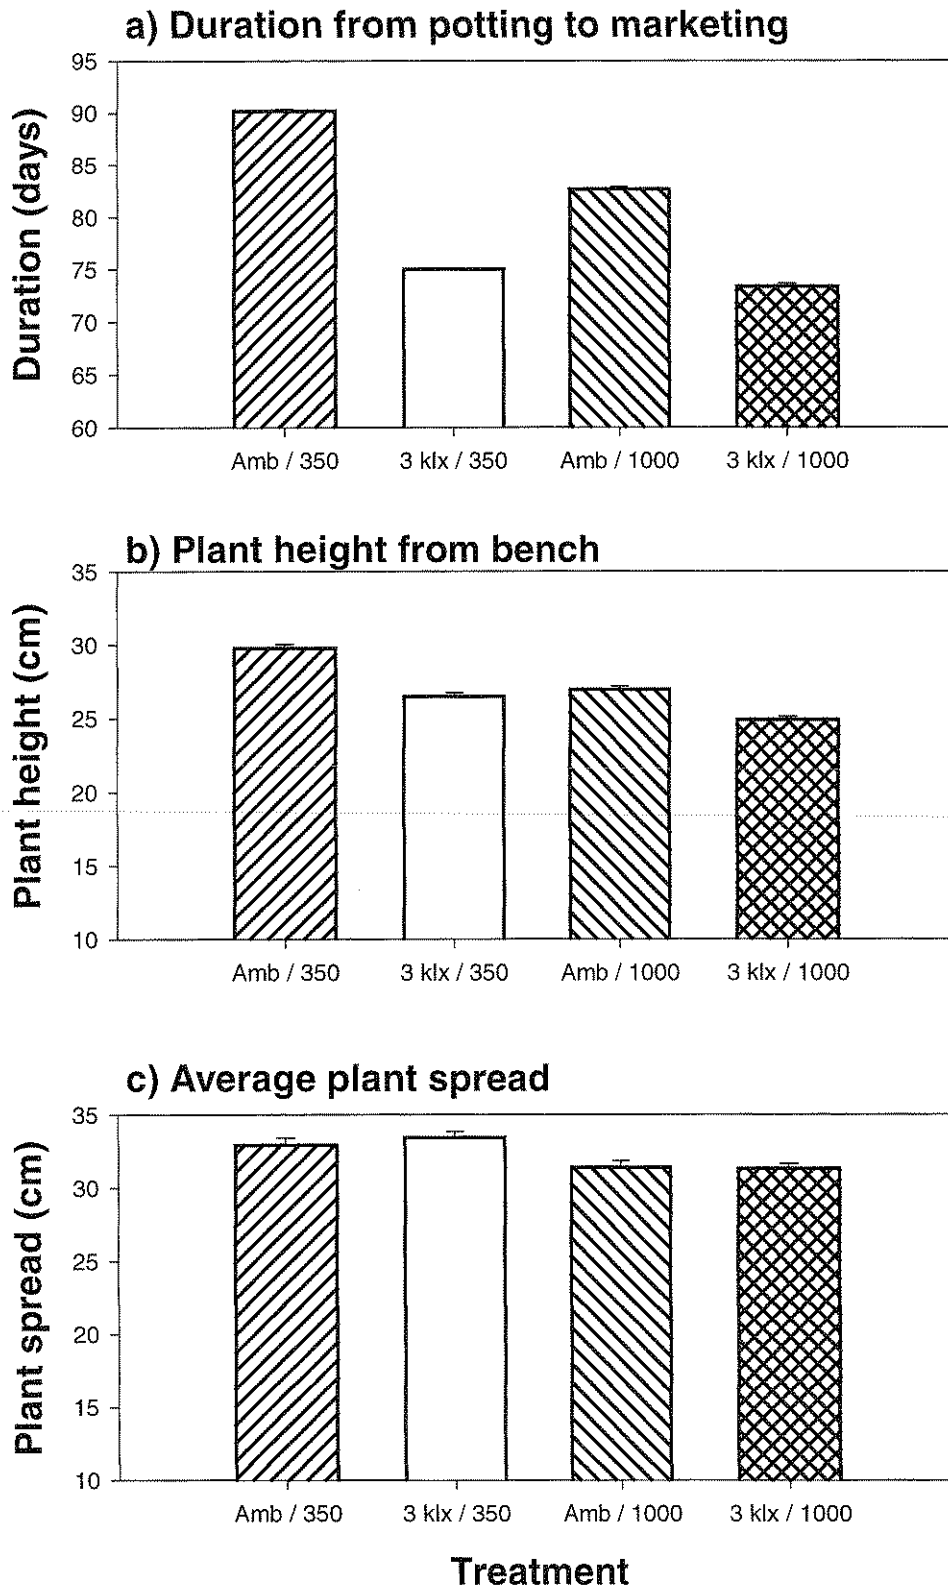 a) Duration from potting to marketing
95
90
85
80
75
70
65
60
Duration (days)
Amb / 350 3 klx / 350 Amb / 1000 3 klx / 1000
b) Plant height from bench
35
30
25
20
15
10
Plant height (cm)
Amb / 350 3 klx / 350 Amb / 1000 3 klx / 1000
c) Average plant spread
35
30
25
20
15
10
Plant spread (cm)
Amb / 350 3 klx / 350 Amb / 1000 3 klx / 1000
Treatment